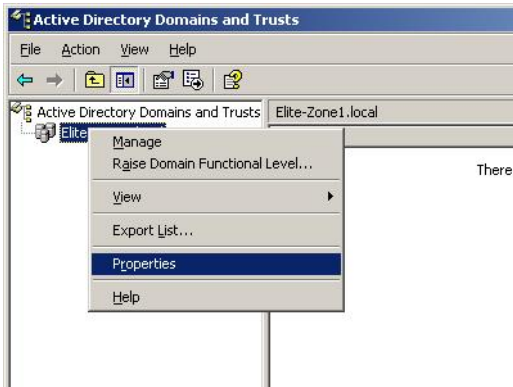 Active Directory Domains and Trusts
File Action View Help
Active Directory Domains and Trusts
Elite-Zone1.local
Elite
There
Manage
Raise Domain Functional Level...
View
Export List...
Properties
Help